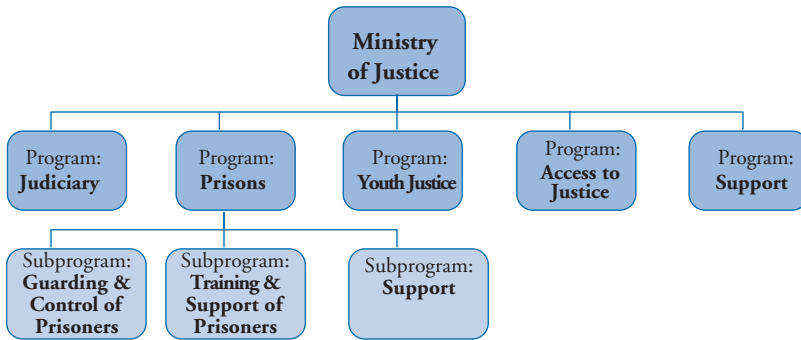 Ministry
of Justice
Program:
Judiciary
Program:
Prisons
Program:
Youth Justice
Program:
Access to
Justice
Program:
Support
Subprogram:
Guarding &
Control of
Prisoners
Subprogram:
Training &
Support of
Prisoners
Subprogram:
Support